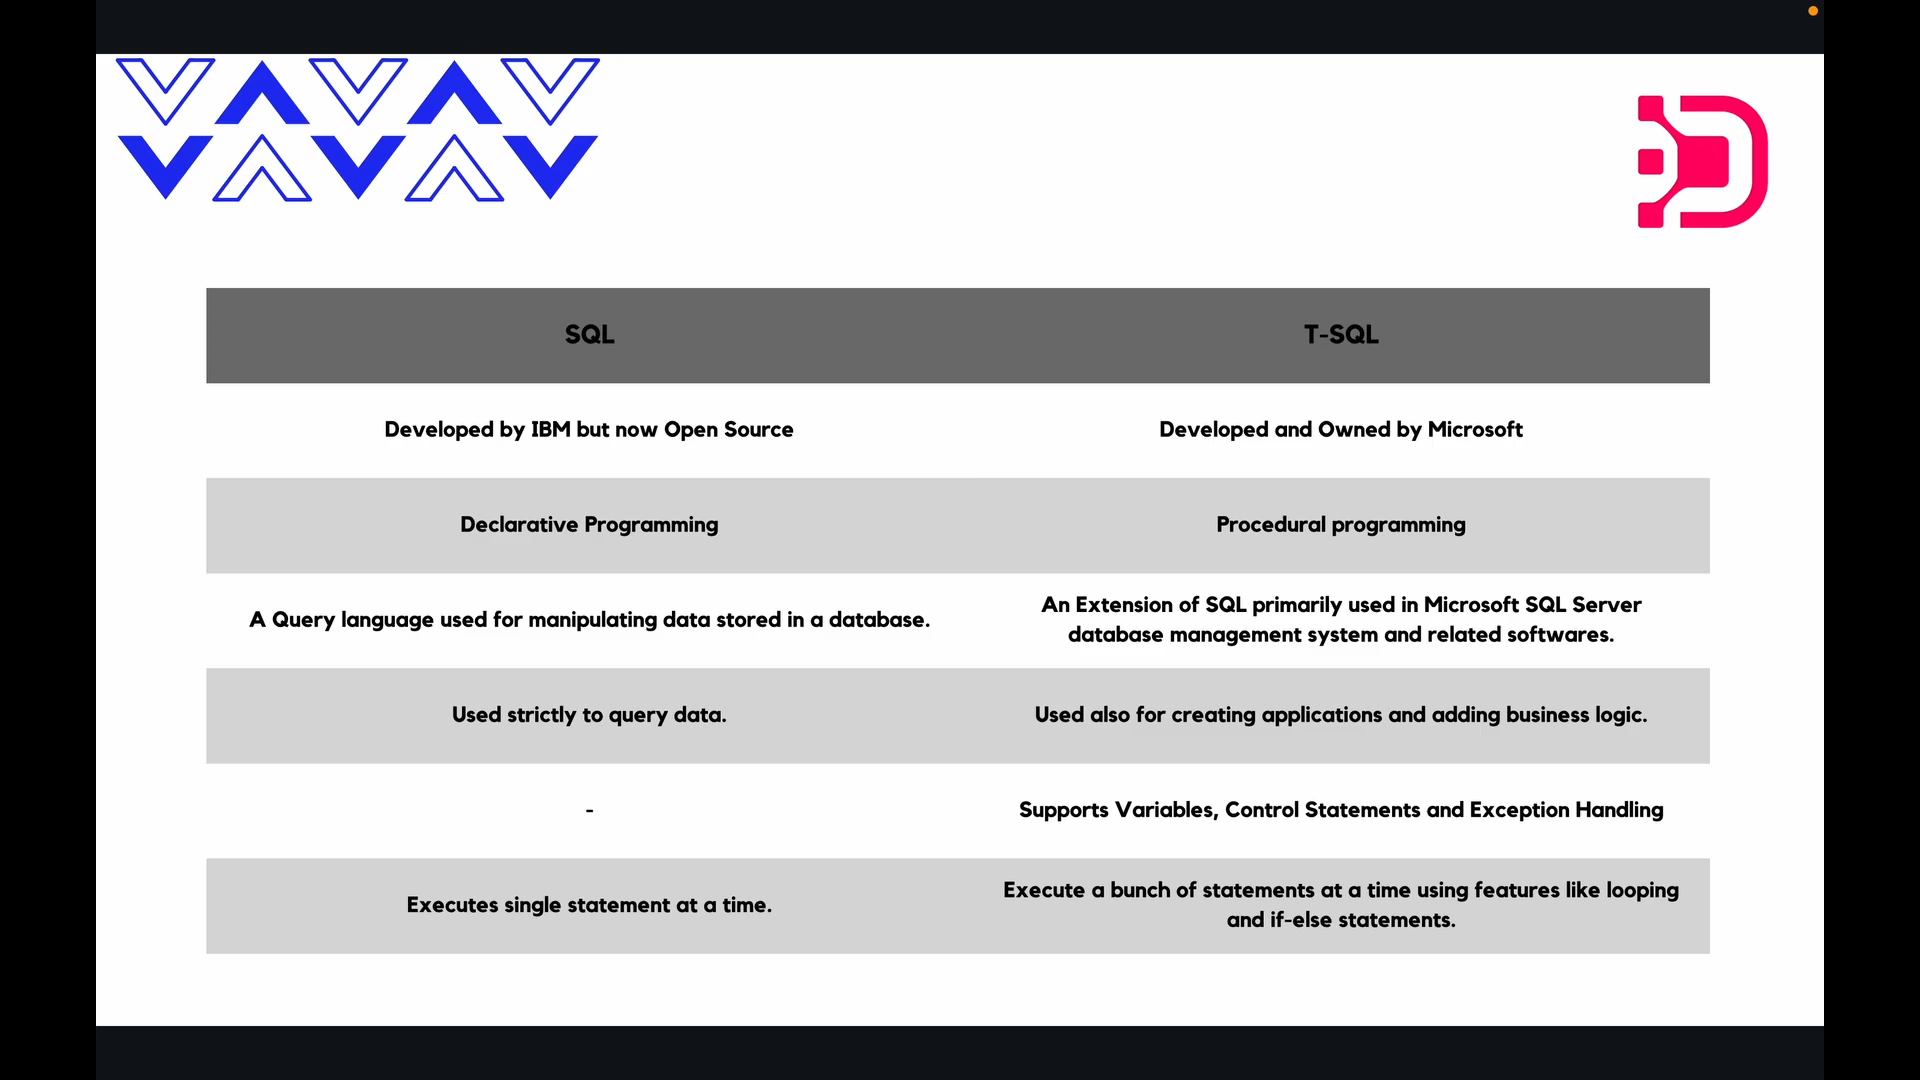 SQL
T-SQL
Developed by IBM but now Open Source
Developed and Owned by Microsoft
Declarative Programming
Procedural programming
A Query language used for manipulating data stored in a database.
An Extension of SQL primarily used in Microsoft SQL Server
database management system and related softwares.
Used strictly to query data.
Used also for creating applications and adding business logic.
-
Supports Variables, Control Statements and Exception Handling
Executes single statement at a time.
Execute a bunch of statements at a time using features like looping
and if-else statements.